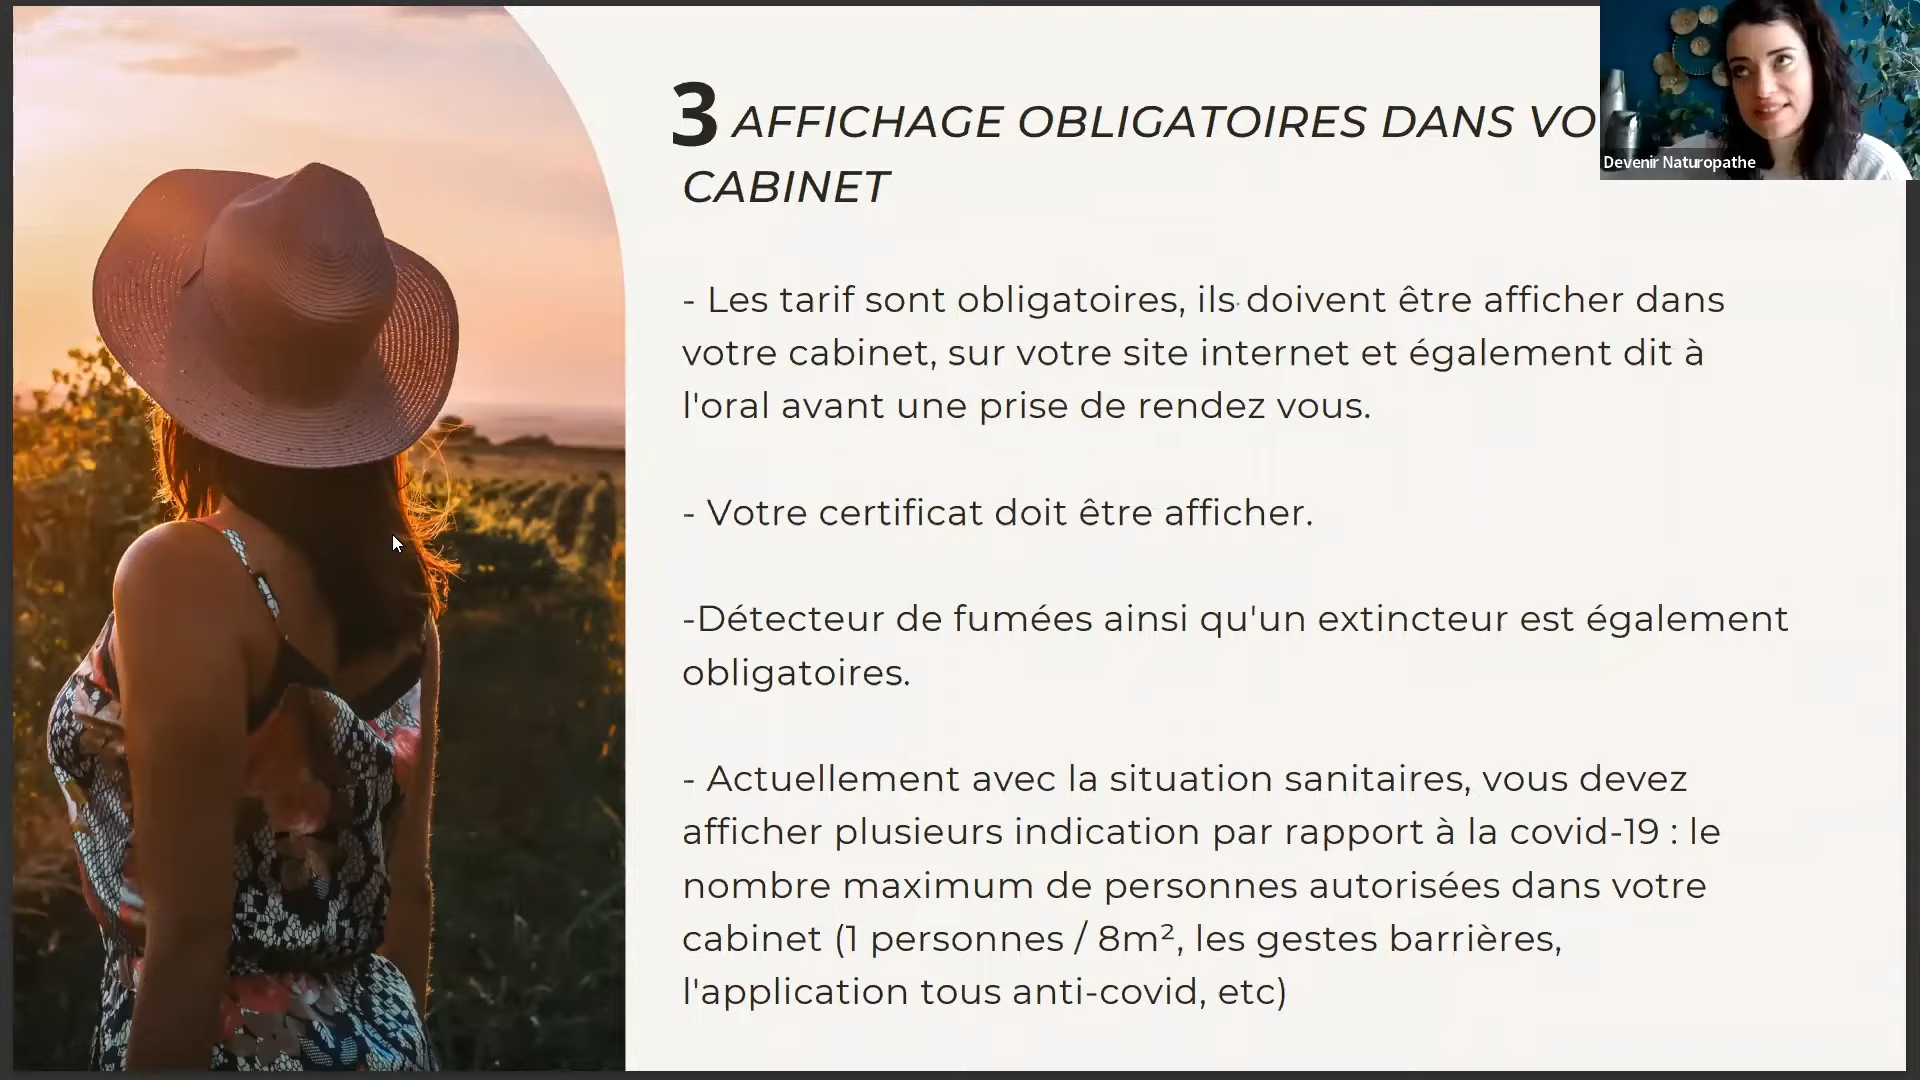 3 AFFICHAGE OBLIGATOIRES DANS VO
CABINET
Devenir Naturopathe
- Les tarif sont obligatoires, ils doivent être afficher dans
votre cabinet, sur votre site internet et également dit à
l'oral avant une prise de rendez vous.
- Votre certificat doit être afficher.
-Détecteur de fumées ainsi qu'un extincteur est également
obligatoires.
- Actuellement avec la situation sanitaires, vous devez
afficher plusieurs indication par rapport à la covid-19 : le
nombre maximum de personnes autorisées dans votre
cabinet (1 personnes / 8m², les gestes barrières,
l'application tous anti-covid, etc)